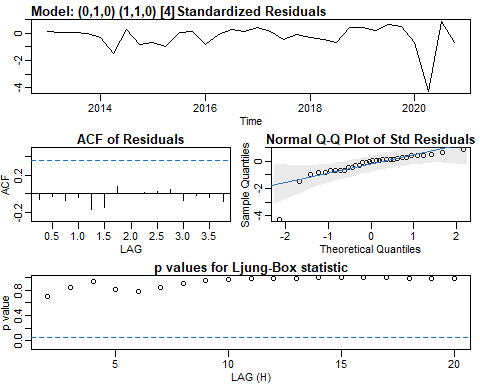 Model: (0,1,0) (1,1,0) [4] Standardized Residuals
1
0
-2
-4
2014
2016
2018
2020
Time
ACF of Residuals
ACF
0.2
-0.2
0.5
1.0
1.5
2.0
2.5
3.0
3.5
LAG
Normal Q-Q Plot of Std Residuals
Sample Quantiles
0
-2
-4
-2
-1
0
1
2
Theoretical Quantiles
p values for Ljung-Box statistic
p value
0.8
0.4
0.0
5
10
15
20
LAG (H)